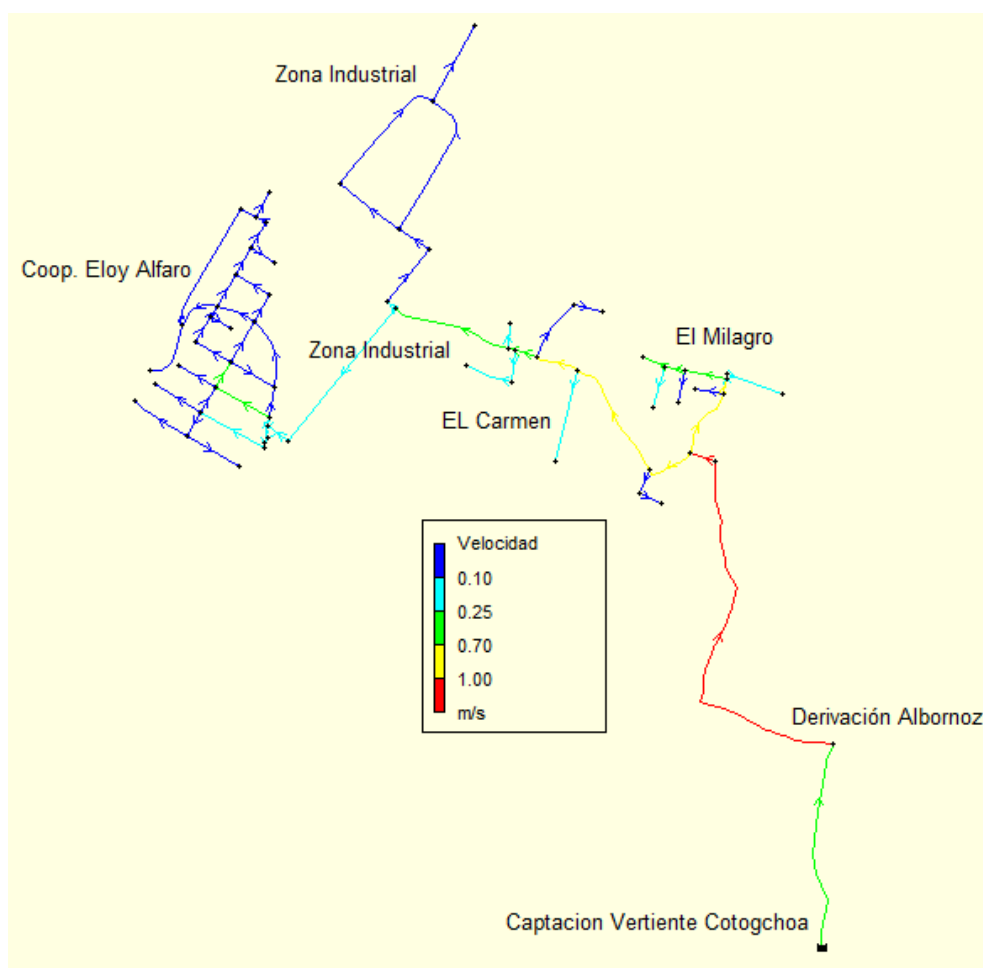 Zona Industrial
Coop. Eloy Alfaro
Zona Industrial
El Milagro
EL Carmen
Velocidad
0.10
0.25
0.70
1.00
m/s
Derivación Albornoz
Captacion Vertiente Cotogchoa